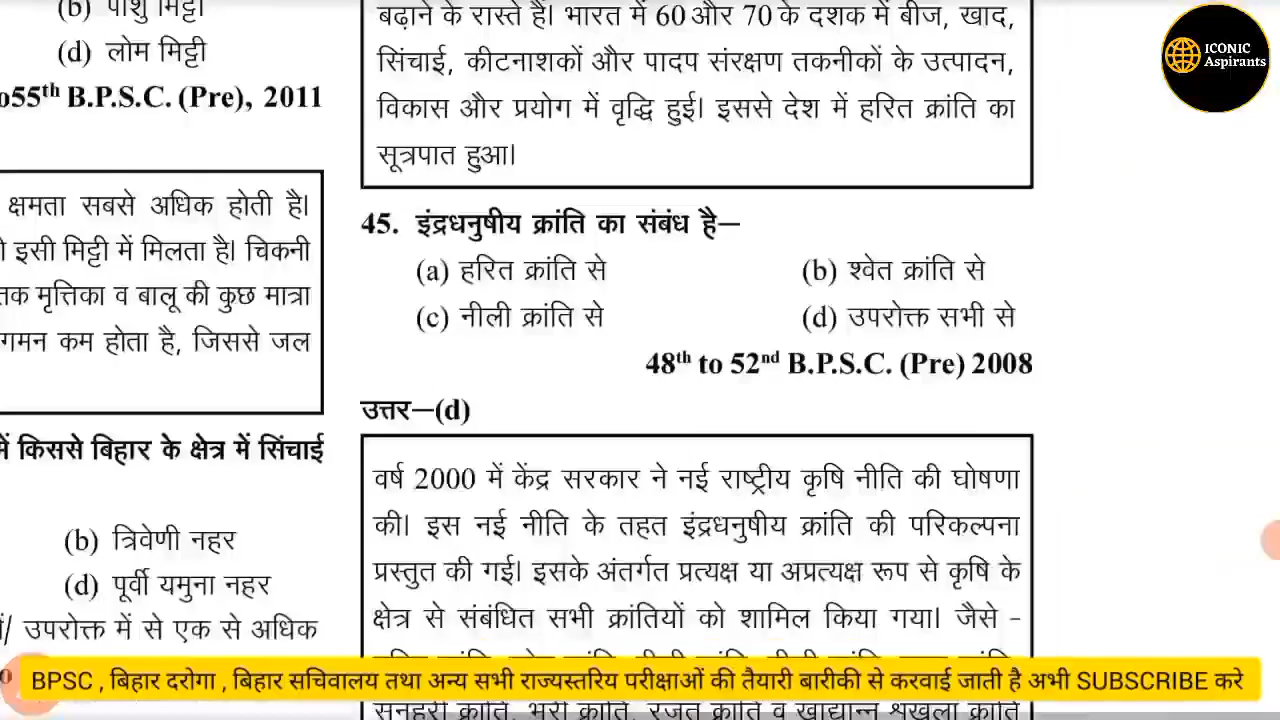 (b) पांशु मिट्टी
(d) लोम मिट्टी
o55th B.P.S.C. (Pre), 2011
क्षमता सबसे अधिक होती है।
इसी मिट्टी में मिलता है। चिकनी
मृत्तिका व बालू की कुछ मात्रा
गमन कम होता है, जिससे जल
में किससे बिहार के क्षेत्र में सिंचाई
(b) त्रिवेणी नहर
(d) पूर्वी यमुना नहर
/ उपरोक्त में से एक से अधिक
बढ़ाने के रास्ते हैं। भारत में 60 और 70 के दशक में बीज, खाद,
सिंचाई, कीटनाशकों और पादप संरक्षण तकनीकों के उत्पादन,
विकास और प्रयोग में वृद्धि हुई। इससे देश में हरित क्रांति का
सूत्रपात हुआ।
45. इंद्रधनुषीय क्रांति का संबंध है—
(a) हरित क्रांति से (b) श्वेत क्रांति से
(c) नीली क्रांति से (d) उपरोक्त सभी से
48th to 52nd B.P.S.C. (Pre) 2008
उत्तर—(d)
वर्ष 2000 में केंद्र सरकार ने नई राष्ट्रीय कृषि नीति की घोषणा
की। इस नई नीति के तहत इंद्रधनुषीय क्रांति की परिकल्पना
प्रस्तुत की गई। इसके अंतर्गत प्रत्यक्ष या अप्रत्यक्ष रूप से कृषि के
क्षेत्र से संबंधित सभी क्रांतियों को शामिल किया गया। जैसे -
सुनहरी क्रांति, भूरी क्रांति, रजत क्रांति व खाद्यान्न श्रृंखला क्रांति
ICONIC
Aspirants
BPSC , बिहार दरोगा , बिहार सचिवालय तथा अन्य सभी राज्यस्तरिय परीक्षाओं की तैयारी बारीकी से करवाई जाती है अभी SUBSCRIBE करे